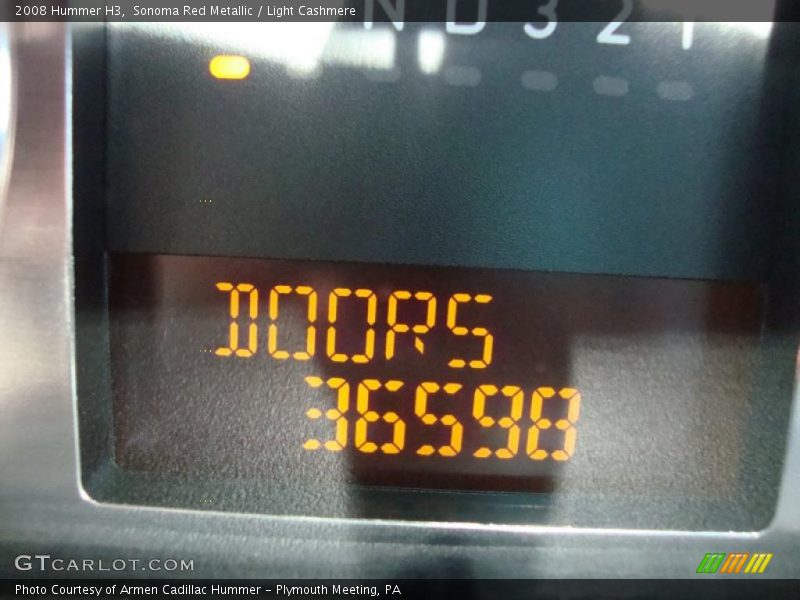 2008 Hummer H3, Sonoma Red Metallic / Light Cashmere
N D 3 2 1
DOORS
36598
GTCARLOT.COM
Photo Courtesy of Armen Cadillac Hummer - Plymouth Meeting, PA